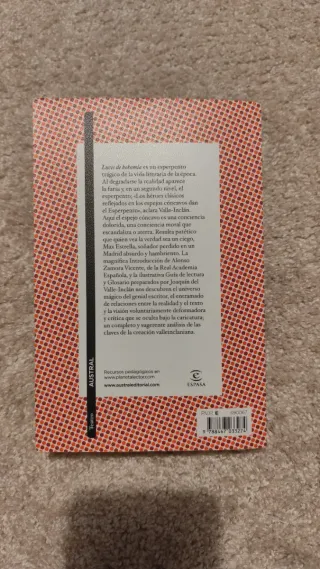 Luces de bohemia es un esperpento
trágico de la vida literaria de la época.
Al degradarse la realidad aparece
la farsa y, en un segundo nivel, el
esperpento; «Los héroes clásicos
reflejados en los espejos cóncavos dan
el Esperpento», aclara Valle-Inclán.
Aquí el espejo cóncavo es una conciencia
dolorida, una conciencia moral que
escandaliza o aterra. Resulta patético
que quien vea la verdad sea un ciego,
Max Estrella, soñador perdido en un
Madrid absurdo y hambriento. La
magnífica Introducción de Alonso
Zamora Vicente, de la Real Academia
Española, y la ilustrativa Guía de lectura
y Glosario preparados por Joaquín del
Valle-Inclán nos descubren el universo
mágico del genial escritor, el entramado
de relaciones entre la realidad y el texto
y la visión voluntariamente deformadora
y crítica que se oculta bajo la caricatura;
un completo y sugerente análisis de las
claves de la creación valleinclaniana.
AUSTRAL
Teatro
Recursos pedagógicos en
www.planetalector.com
www.australeditorial.com
ESPASA